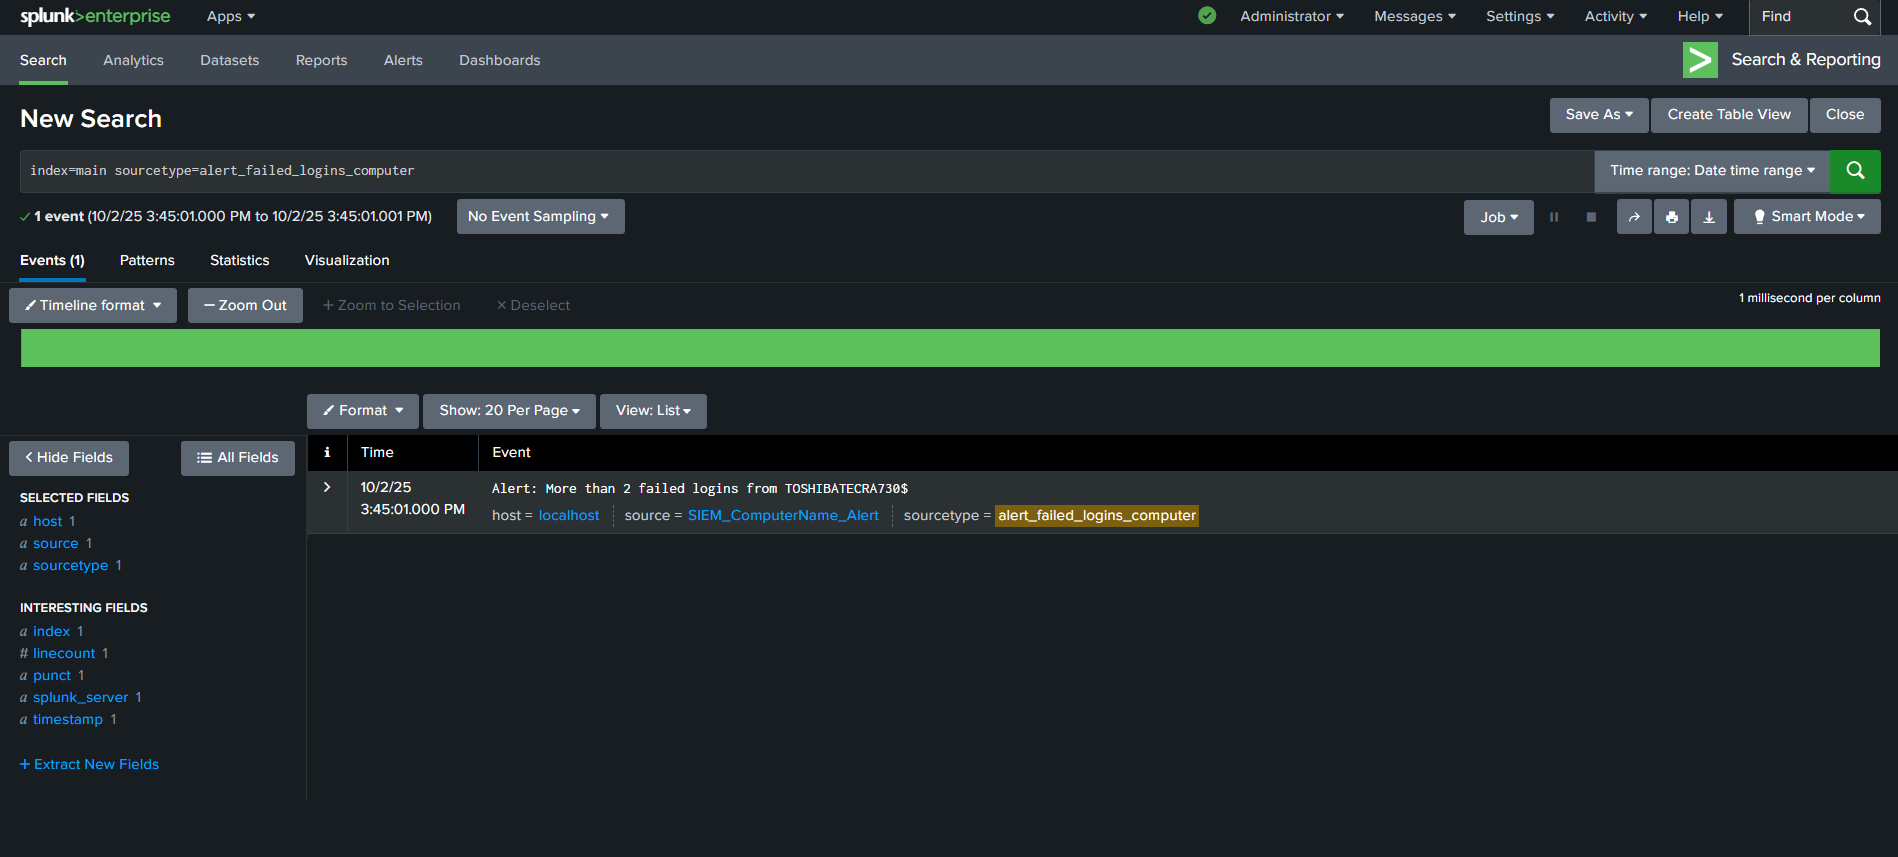 splunk>enterprise Apps Administrator Messages Settings Activity Help Find
Search Analytics Datasets Reports Alerts Dashboards Search & Reporting
New Search Save As Create Table View Close
index=main sourcetype=alert_failed_logins_computer Time range: Date time range
1 event (10/2/25 3:45:01.000 PM to 10/2/25 3:45:01.001 PM) No Event Sampling Job Smart Mode
Events (1) Patterns Statistics Visualization
Timeline format — Zoom Out + Zoom to Selection × Deselect 1 millisecond per column
Format Show: 20 Per Page View: List
< Hide Fields All Fields i Time Event
SELECTED FIELDS
a host 1
a source 1
a sourcetype 1
INTERESTING FIELDS
a index 1
# linecount 1
a punct 1
a splunk_server 1
a timestamp 1
+ Extract New Fields
> 10/2/25 Alert: More than 2 failed logins from TOSHIBATECRA730$
3:45:01.000 PM host = localhost source = SIEM_ComputerName_Alert sourcetype = alert_failed_logins_computer